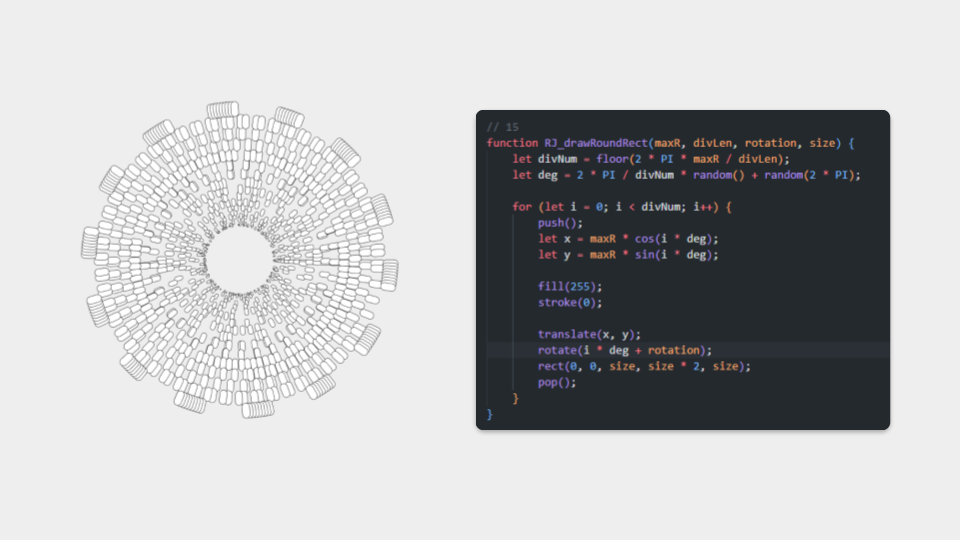 // 15
function RJ_drawRoundRect(maxR, divLen, rotation, size) {
let divNum = floor(2 * PI * maxR / divLen);
let deg = 2 * PI / divNum * random() + random(2 * PI);
for (let i = 0; i < divNum; i++) {
push();
let x = maxR * cos(i * deg);
let y = maxR * sin(i * deg);
fill(255);
stroke(0);
translate(x, y);
rotate(i * deg + rotation);
rect(0, 0, size, size * 2, size);
pop();
}
}